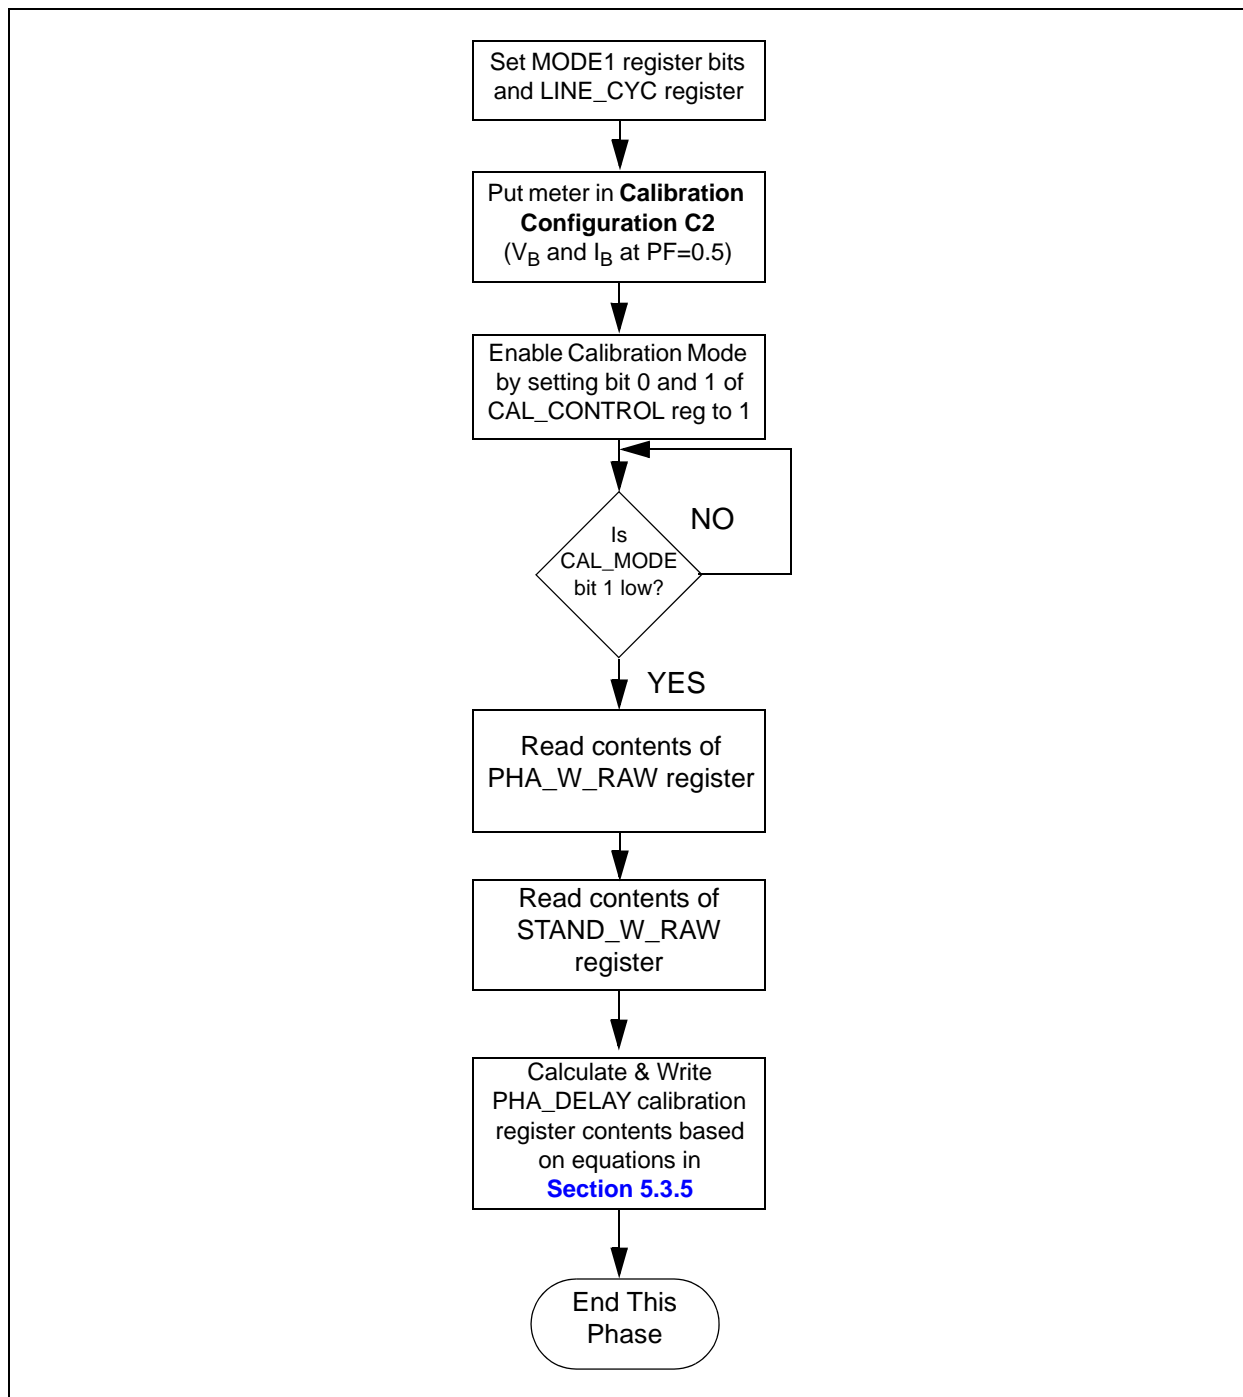 Set MODE1 register bits
and LINE_CYC register
Put meter in Calibration
Configuration C2
(VB and IB at PF=0.5)
Enable Calibration Mode
by setting bit 0 and 1 of
CAL_CONTROL reg to 1
NO
Is
CAL_MODE
bit 1 low?
YES
Read contents of
PHA_W_RAW register
Read contents of
STAND_W_RAW
register
Calculate & Write
PHA_DELAY calibration
register contents based
on equations in
Section 5.3.5
End This
Phase